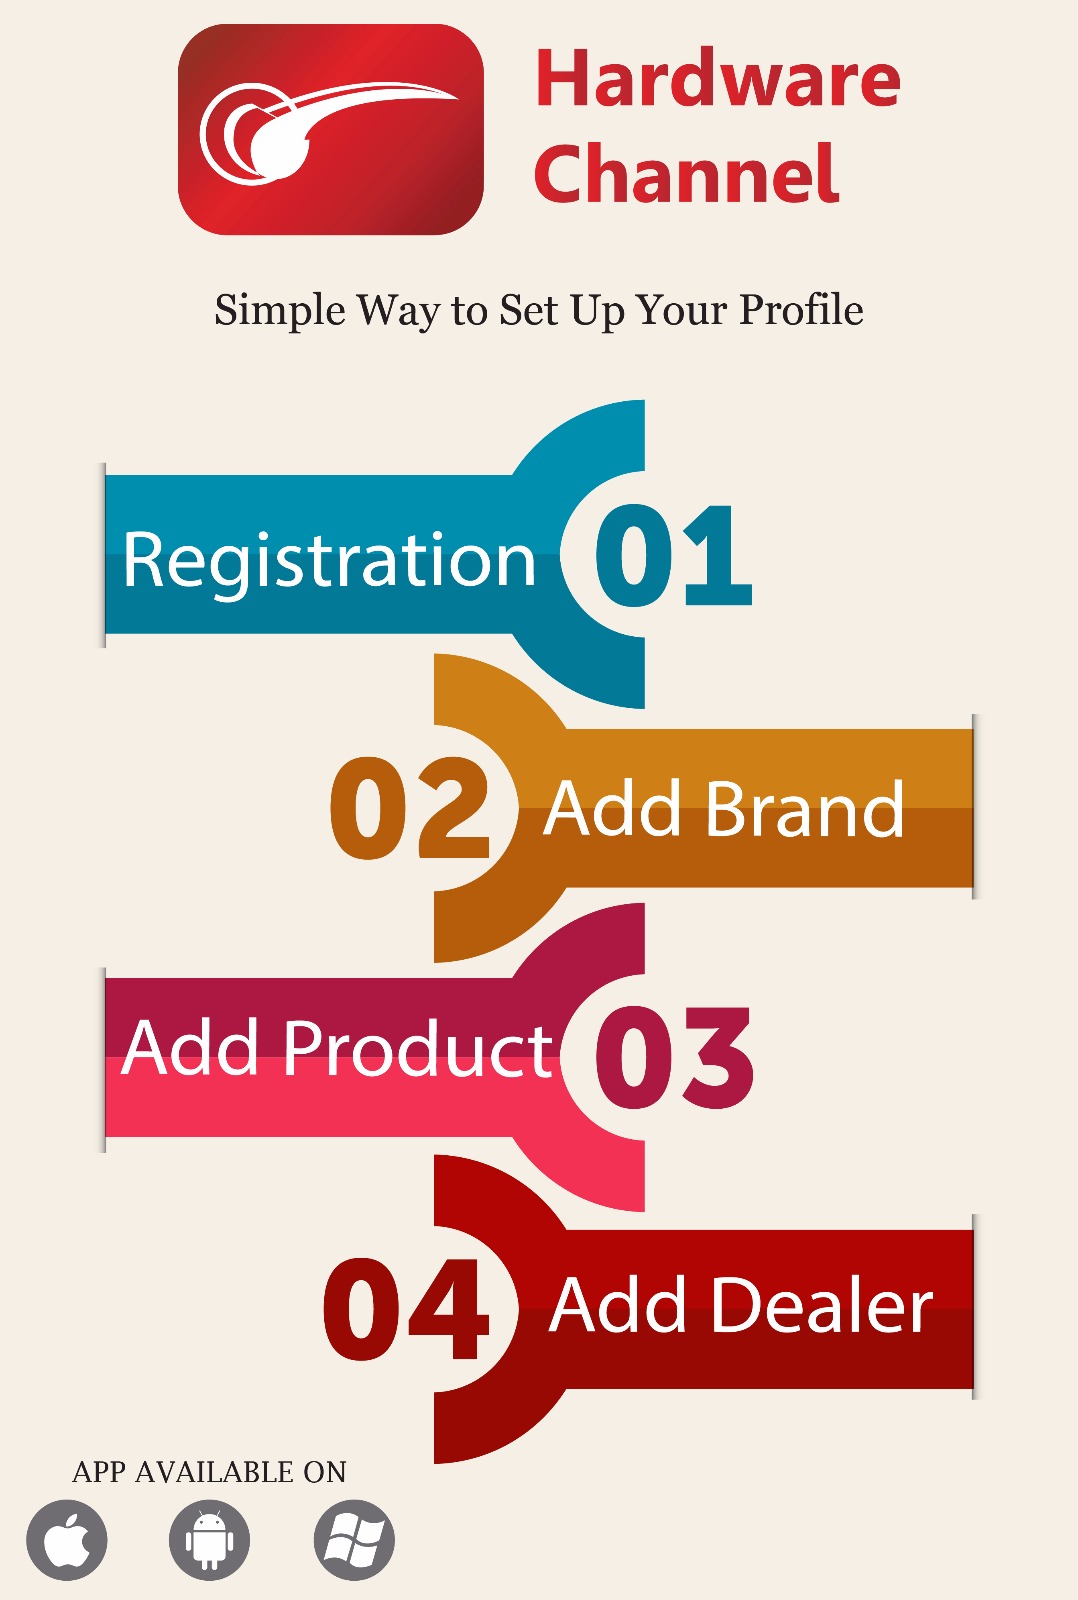 Hardware
Channel
Simple Way to Set Up Your Profile
Registration 01
02 Add Brand
Add Product 03
04 Add Dealer
APP AVAILABLE ON